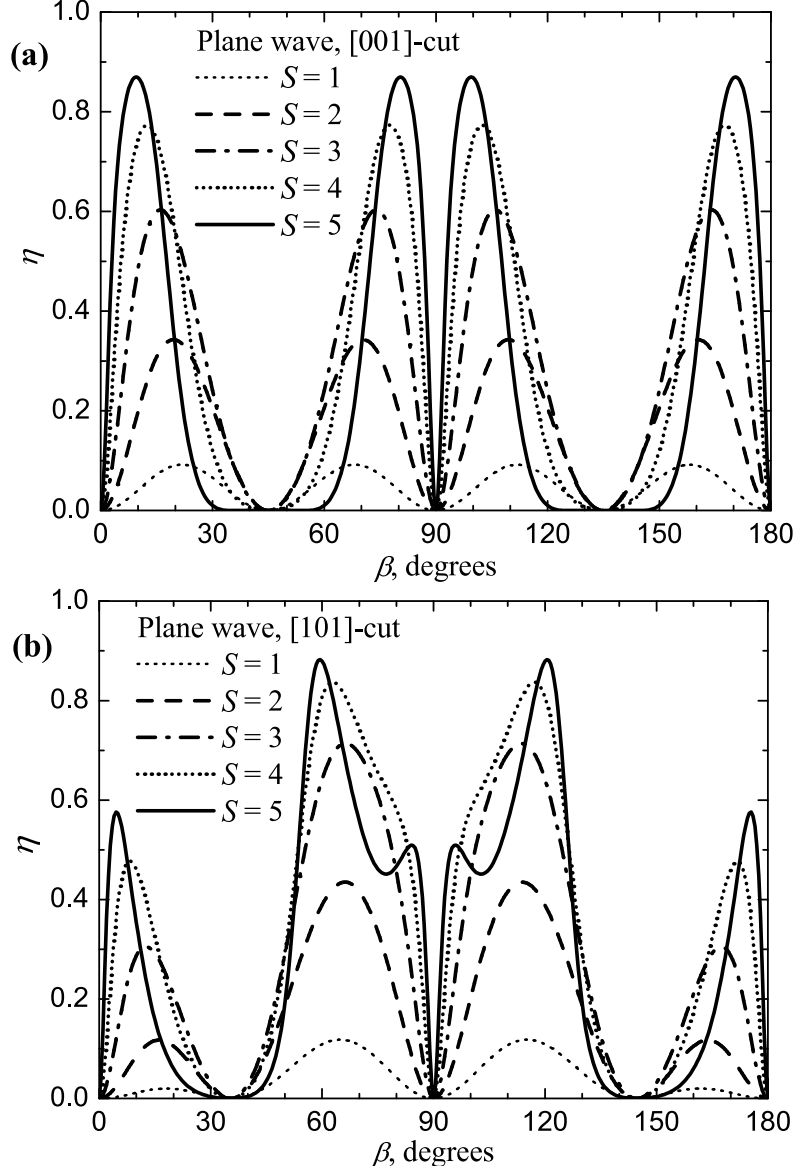 (a)
Plane wave, [001]-cut
S = 1
S = 2
S = 3
S = 4
S = 5
1.0
0.8
0.6
0.4
0.2
0.0
η
0 30 60 90 120 150 180
β, degrees
(b)
Plane wave, [101]-cut
S = 1
S = 2
S = 3
S = 4
S = 5
1.0
0.8
0.6
0.4
0.2
0.0
η
0 30 60 90 120 150 180
β, degrees